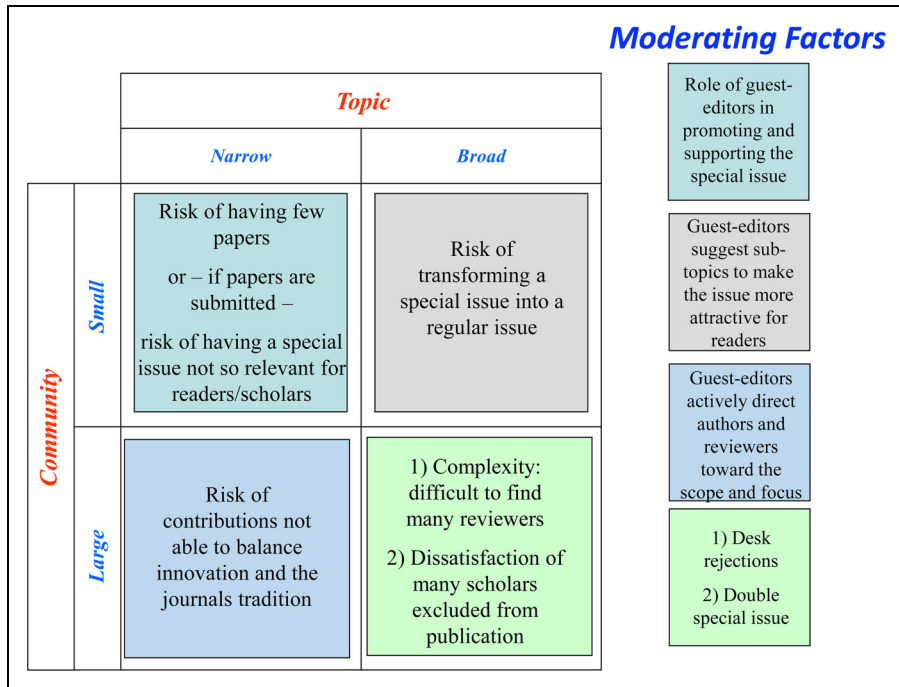 Moderating Factors
Topic
Narrow
Broad
Community
Small
Risk of having few
papers
or – if papers are
submitted –
risk of having a special
issue not so relevant for
readers/scholars
Risk of
transforming a
special issue into a
regular issue
Large
Risk of
contributions not
able to balance
innovation and the
journals tradition
1) Complexity:
difficult to find
many reviewers
2) Dissatisfaction of
many scholars
excluded from
publication
Role of guest-
editors in
promoting and
supporting the
special issue
Guest-editors
suggest sub-
topics to make
the issue more
attractive for
readers
Guest-editors
actively direct
authors and
reviewers
toward the
scope and focus
1) Desk
rejections
2) Double
special issue